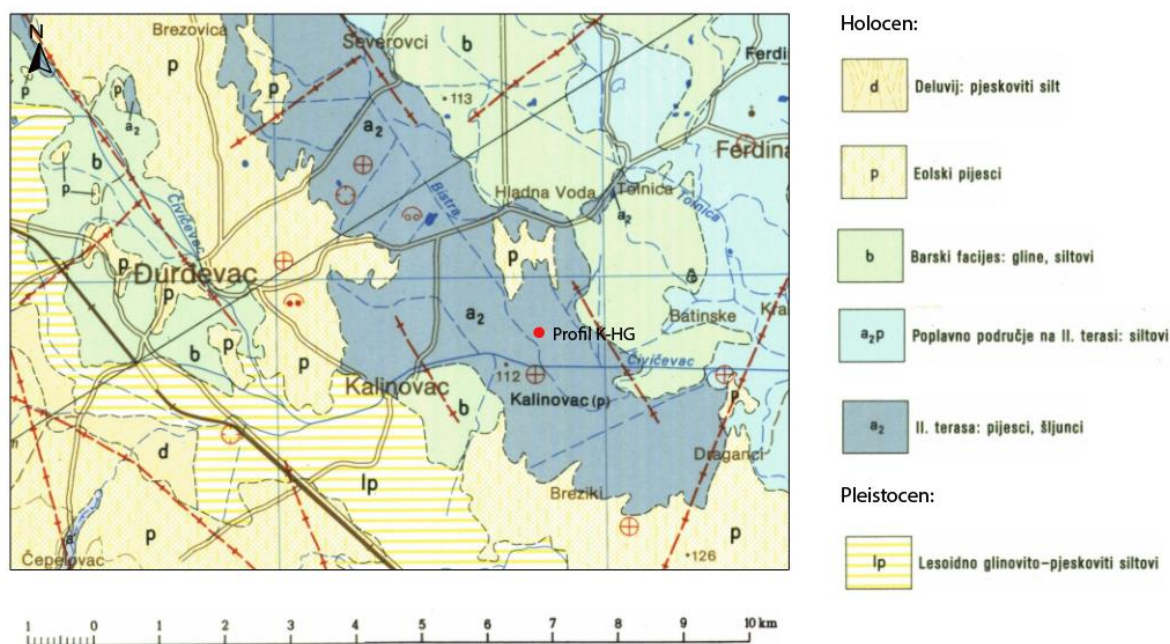 N
Brezovica
Severovci
b
Ferdin
p
p
p
113
a2
p
a2
Ferdina
b
Bistra
Hladna Voda
Tolnica
Tolnica
p
a2
Čivičevac
p
Đurđevac
p
p
a2
Batinske
Kra
Profil K-HG
b
p
112
Čivičevac
Kalinovac
p
Kalinovac (p)
b
p
d
Draganci
lp
Breziki
p
p
a
p
126
Čepelovac
1 0 1 2 3 4 5 6 7 8 9 10 km
Holocen:
d Deluvij: pjeskoviti silt
p Eolski pijesci
b Barski facijes: gline, siltovi
a2p Poplavno područje na II. terasi: siltovi
a2 II. terasa: pijesci, šljunci
Pleistocen:
lp Lesoidno glinovito-pjeskoviti siltovi